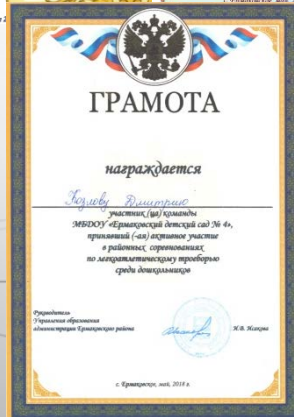 ГРАМОТА
награждается
Козлову Дмитрию
участник (ца) команды
МБДОУ «Ермаковский детский сад № 4»,
принявший (-ая) активное участие
в районных соревнованиях
по легкоатлетическому троеборью
среди дошкольников
Руководитель
Управления образования
администрации Ермаковского района
И.В. Исакова
с. Ермаковское, май, 2018 г.